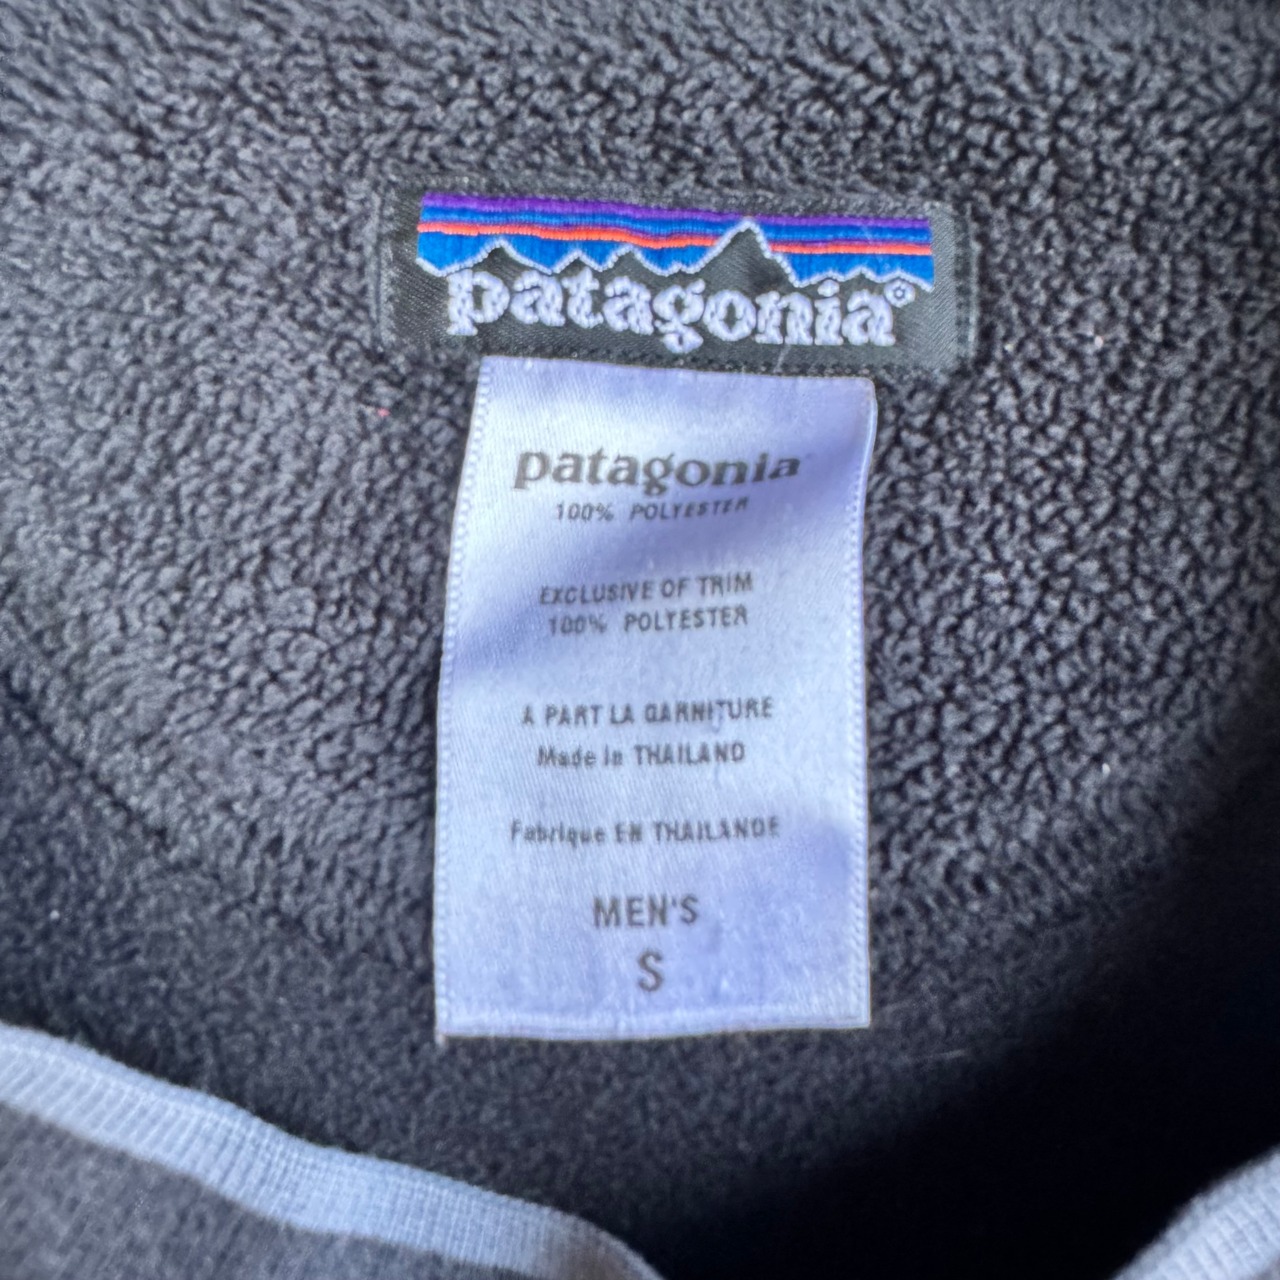 patagonia®
patagonia
100% POLYESTER
EXCLUSIVE OF TRIM
100% POLYESTER
A PART LA GARNITURE
Made in THAILAND
Fabrique EN THAILANDE
MEN'S
S